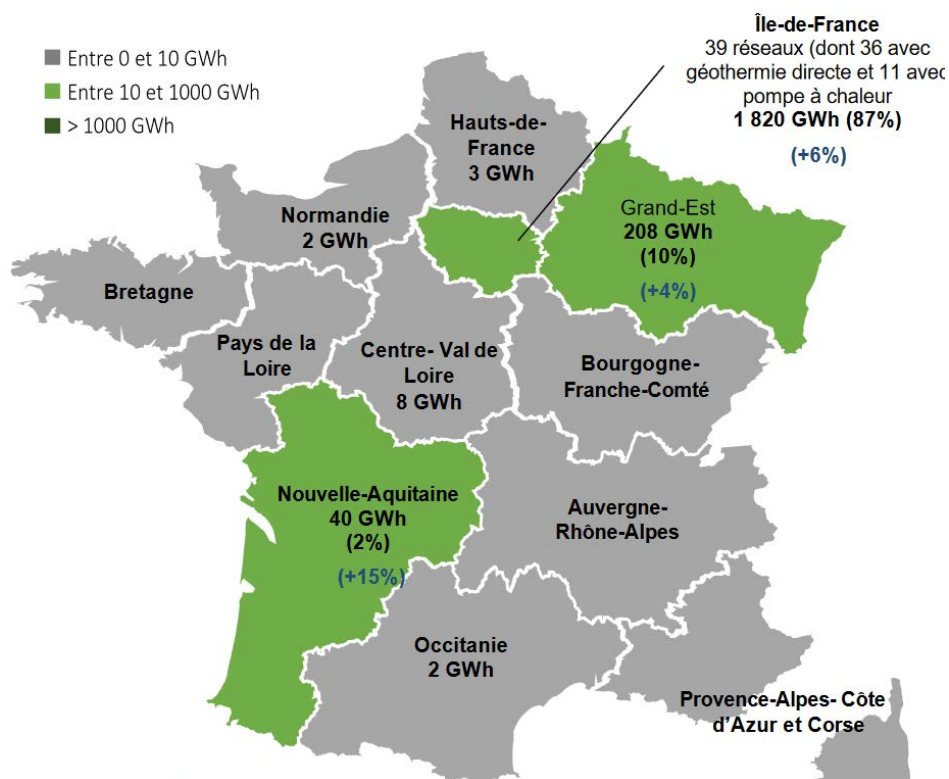 Entre 0 et 10 GWh
Entre 10 et 1000 GWh
> 1000 GWh
Île-de-France
39 réseaux (dont 36 avec
géothermie directe et 11 avec
pompe à chaleur
1 820 GWh (87%)
(+6%)
Hauts-de-
France
3 GWh
Normandie
2 GWh
Grand-Est
208 GWh
(10%)
(+4%)
Bretagne
Pays de la
Loire
Centre- Val de
Loire
8 GWh
Bourgogne-
Franche-Comté
Nouvelle-Aquitaine
40 GWh
(2%)
(+15%)
Auvergne-
Rhône-Alpes
Occitanie
2 GWh
Provence-Alpes- Côte
d'Azur et Corse